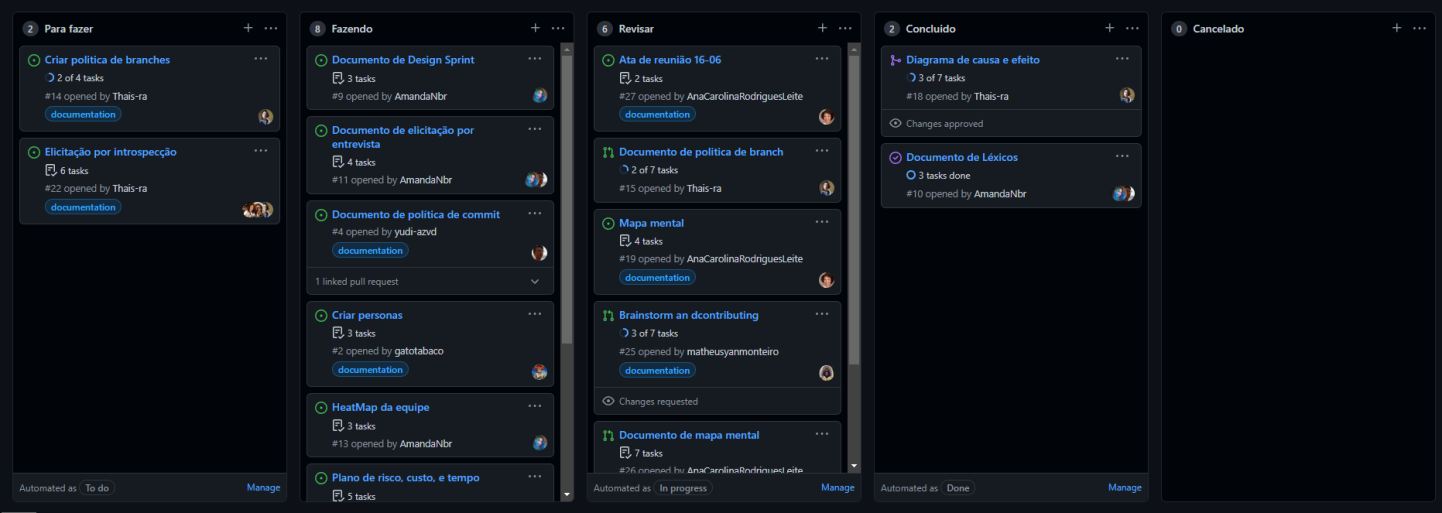 2 Para fazer
Criar politica de branches
2 of 4 tasks
#14 opened by Thais-ra
documentation
Elicitação por introspecção
6 tasks
#22 opened by Thais-ra
documentation
Automated as To do
Manage
8 Fazendo
Documento de Design Sprint
3 tasks
#9 opened by AmandaNbr
Documento de elicitação por
entrevista
4 tasks
#11 opened by AmandaNbr
Documento de política de commit
#4 opened by yudi-azvd
documentation
1 linked pull request
Criar personas
3 tasks
#2 opened by gatotabaco
documentation
HeatMap da equipe
3 tasks
#13 opened by AmandaNbr
Plano de risco, custo, e tempo
5 tasks
6 Revisar
Ata de reunião 16-06
2 tasks
#27 opened by AnaCarolinaRodriguesLeite
documentation
Documento de politica de branch
2 of 7 tasks
#15 opened by Thais-ra
Mapa mental
4 tasks
#19 opened by AnaCarolinaRodriguesLeite
documentation
Brainstorm an dcontributing
3 of 7 tasks
#25 opened by matheusyanmonteiro
documentation
Changes requested
Documento de mapa mental
7 tasks
#26 opened by AnaCarolinaRodriguesLeite
Automated as In progress
Manage
2 Concluido
Diagrama de causa e efeito
3 of 7 tasks
#18 opened by Thais-ra
Changes approved
Documento de Léxicos
3 tasks done
#10 opened by AmandaNbr
Automated as Done
Manage
0 Cancelado